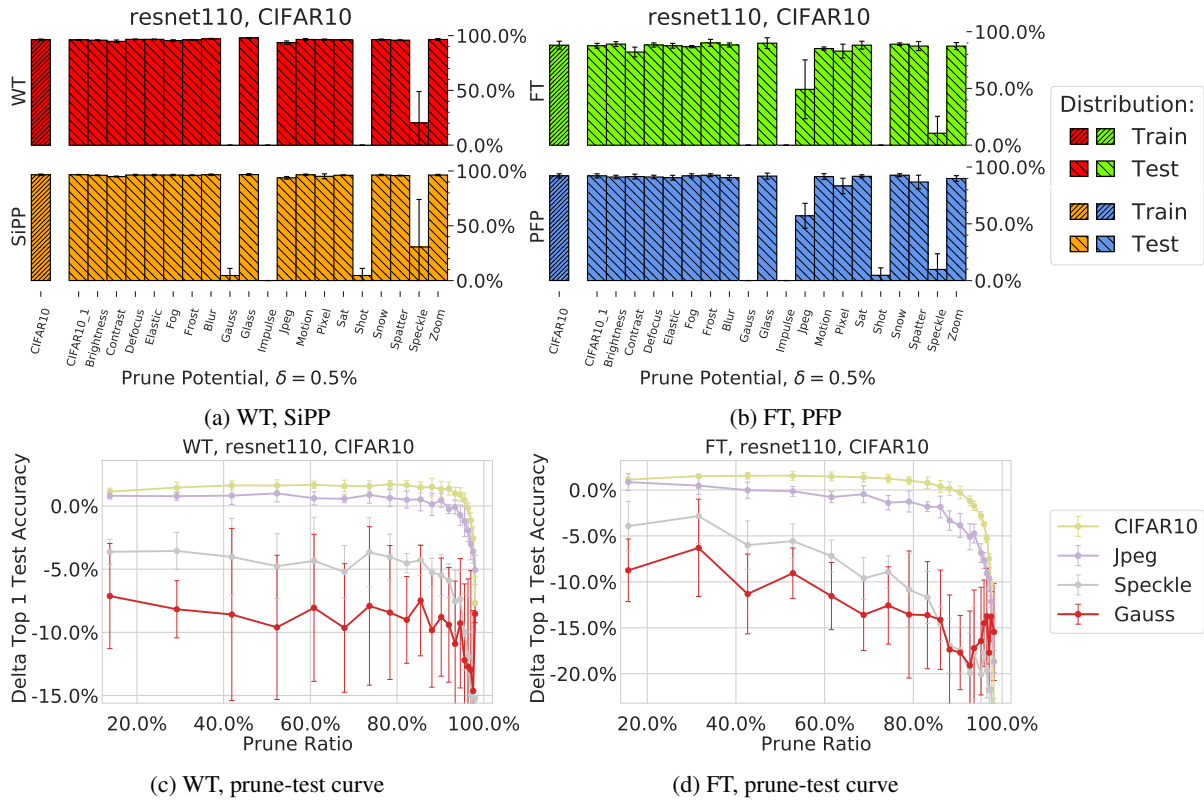 resnet110, CIFAR10
WT
100.0%
50.0%
0.0%
SiPP
100.0%
50.0%
0.0%
CIFAR10
CIFAR10_1
Brightness
Contrast
Defocus
Elastic
Fog
Frost
Blur
Gauss
Glass
Impulse
Jpeg
Motion
Pixel
Sat
Shot
Snow
Spatter
Speckle
Zoom
Prune Potential, δ = 0.5%
(a) WT, SiPP
resnet110, CIFAR10
FT
100.0%
50.0%
0.0%
PFP
100.0%
50.0%
0.0%
CIFAR10
CIFAR10_1
Brightness
Contrast
Defocus
Elastic
Fog
Frost
Blur
Gauss
Glass
Impulse
Jpeg
Motion
Pixel
Sat
Shot
Snow
Spatter
Speckle
Zoom
Prune Potential, δ = 0.5%
(b) FT, PFP
Distribution:
Train
Test
Train
Test
WT, resnet110, CIFAR10
Delta Top 1 Test Accuracy
0.0%
-5.0%
-10.0%
-15.0%
20.0% 40.0% 60.0% 80.0% 100.0%
Prune Ratio
(c) WT, prune-test curve
FT, resnet110, CIFAR10
Delta Top 1 Test Accuracy
0.0%
-5.0%
-10.0%
-15.0%
-20.0%
20.0% 40.0% 60.0% 80.0% 100.0%
Prune Ratio
(d) FT, prune-test curve
CIFAR10
Jpeg
Speckle
Gauss